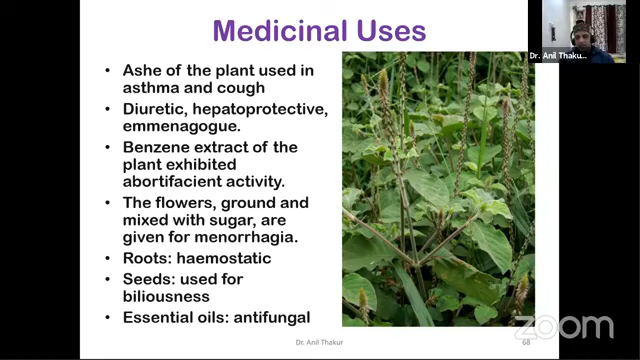 Medicinal Uses
Dr. Anil Thaku...
• Ashe of the plant used in
asthma and cough
• Diuretic, hepatoprotective,
emmenagogue.
• Benzene extract of the
plant exhibited
abortifacient activity.
• The flowers, ground and
mixed with sugar, are
given for menorrhagia.
• Roots: haemostatic
• Seeds: used for
biliousness
• Essential oils: antifungal
Dr. Anil Thakur
68
zoom